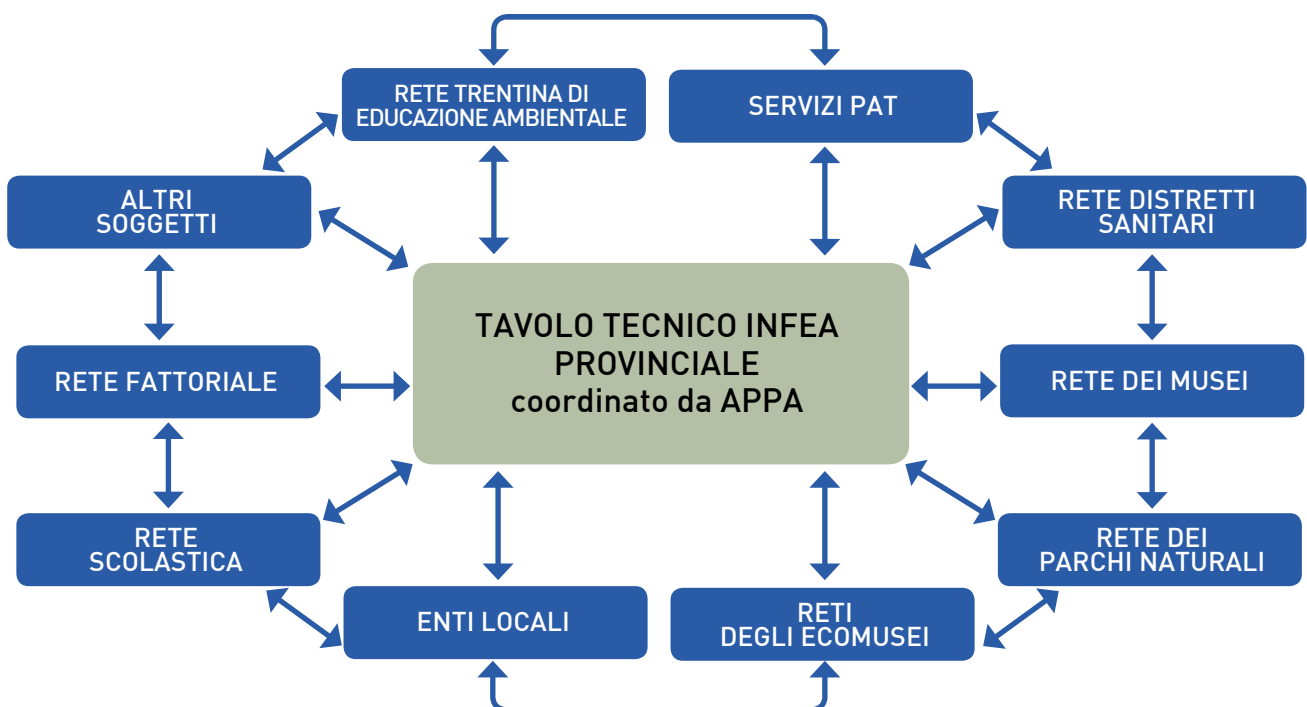 RETE TRENTINA DI
EDUCAZIONE AMBIENTALE
SERVIZI PAT
ALTRI
SOGGETTI
RETE DISTRETTI
SANITARI
TAVOLO TECNICO INFEA
PROVINCIALE
coordinato da APPA
RETE FATTORIALE
RETE DEI MUSEI
RETE
SCOLASTICA
RETE DEI
PARCHI NATURALI
ENTI LOCALI
RETI
DEGLI ECOMUSEI